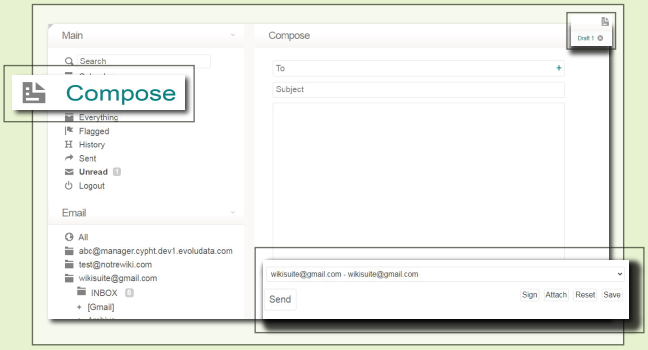 Main
Compose
Draft 1
Search
Compose
Everything
Flagged
History
Sent
Unread 1
Logout
To +
Subject
Email
All
abc@manager.cypht.dev1.evoludata.com
test@notrewiki.com
wikisuite@gmail.com
INBOX 6
+ [Gmail]
wikisuite@gmail.com - wikisuite@gmail.com
Send
Sign Attach Reset Save